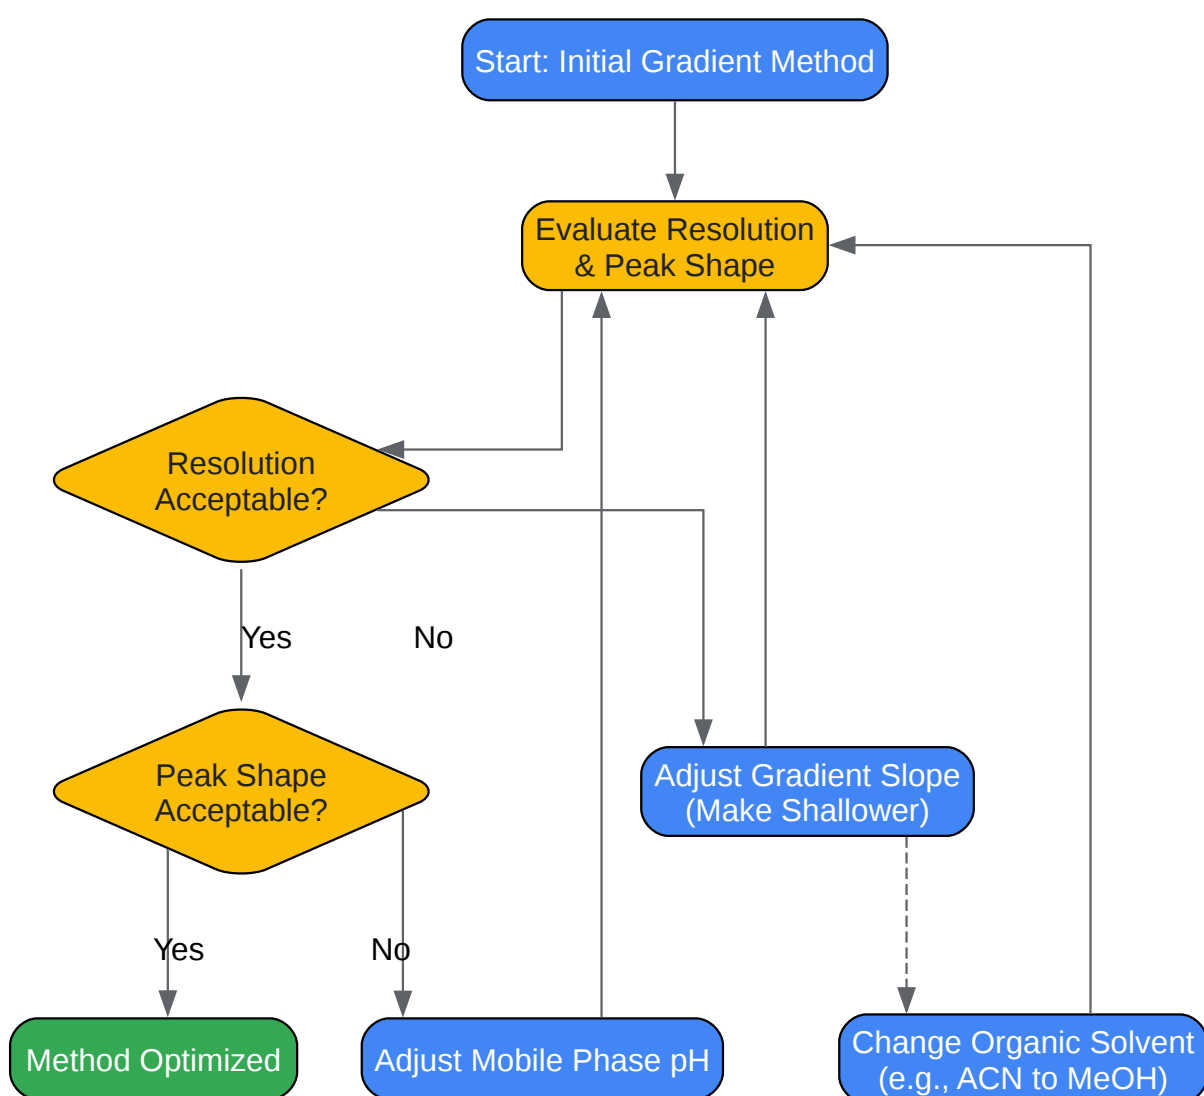 Start: Initial Gradient Method
Evaluate Resolution
& Peak Shape
Resolution
Acceptable?
Yes
No
Peak Shape
Acceptable?
Adjust Gradient Slope
(Make Shallower)
Yes
No
Method Optimized
Adjust Mobile Phase pH
Change Organic Solvent
(e.g., ACN to MeOH)